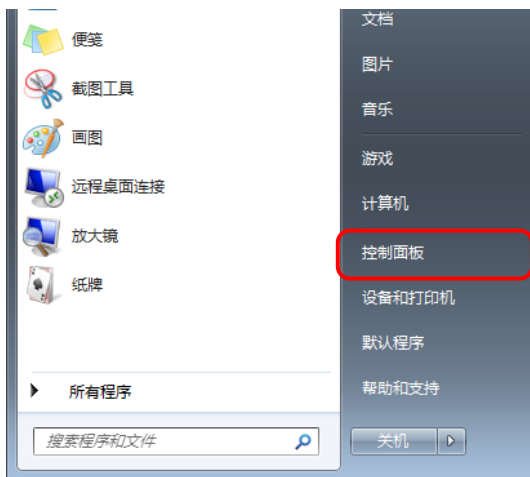 便笺
截图工具
画图
远程桌面连接
放大镜
纸牌
所有程序
搜索程序和文件
文档
图片
音乐
游戏
计算机
控制面板
设备和打印机
默认程序
帮助和支持
关机